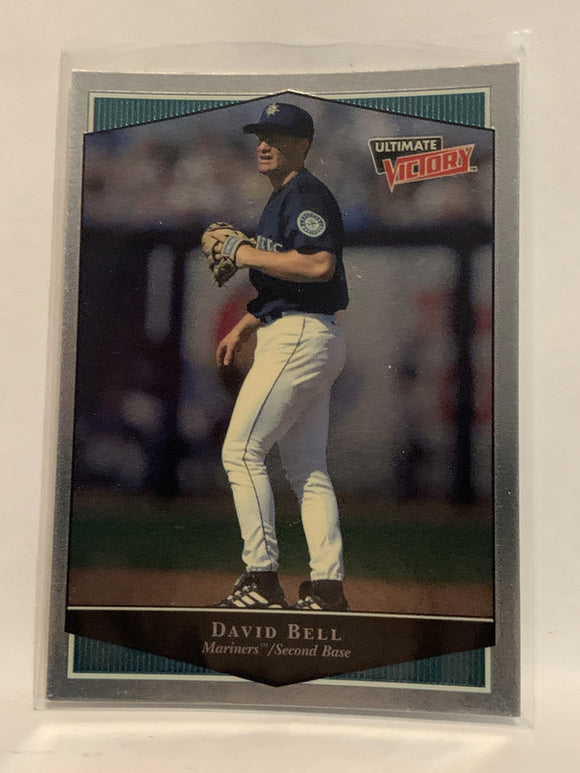 ULTIMATE
VICTORY
DAVID BELL
Mariners™/Second Base